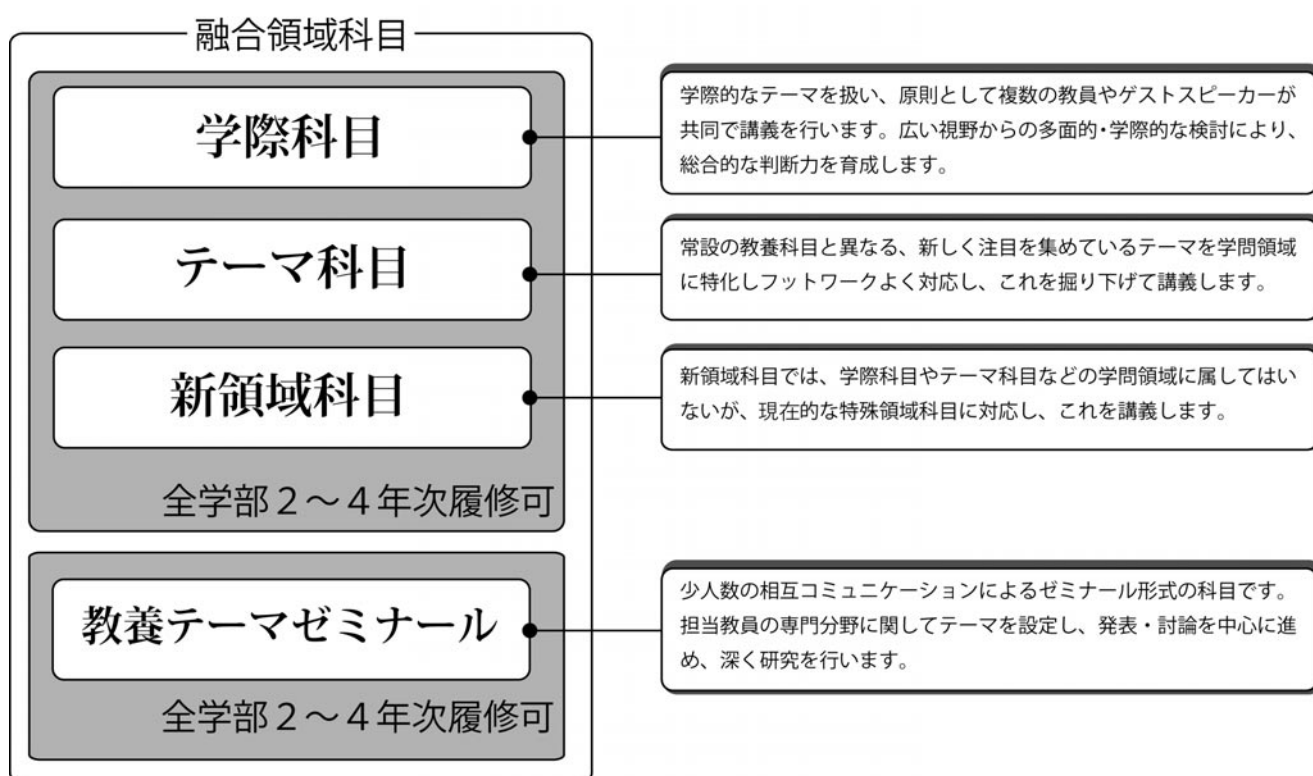 融合領域科目
学際科目
学際的なテーマを扱い、原則として複数の教員やゲストスピーカーが
共同で講義を行います。広い視野からの多面的・学際的な検討により、
総合的な判断力を育成します。
テーマ科目
常設の教養科目と異なる、新しく注目を集めているテーマを学問領域
に特化しフットワークよく対応し、これを掘り下げて講義します。
新領域科目
新領域科目では、学際科目やテーマ科目などの学問領域に属してはい
ないが、現在的な特殊領域科目に対応し、これを講義します。
全学部2～4年次履修可
教養テーマゼミナール
少人数の相互コミュニケーションによるゼミナール形式の科目です。
担当教員の専門分野に関してテーマを設定し、発表・討論を中心に進
め、深く研究を行います。
全学部2～4年次履修可